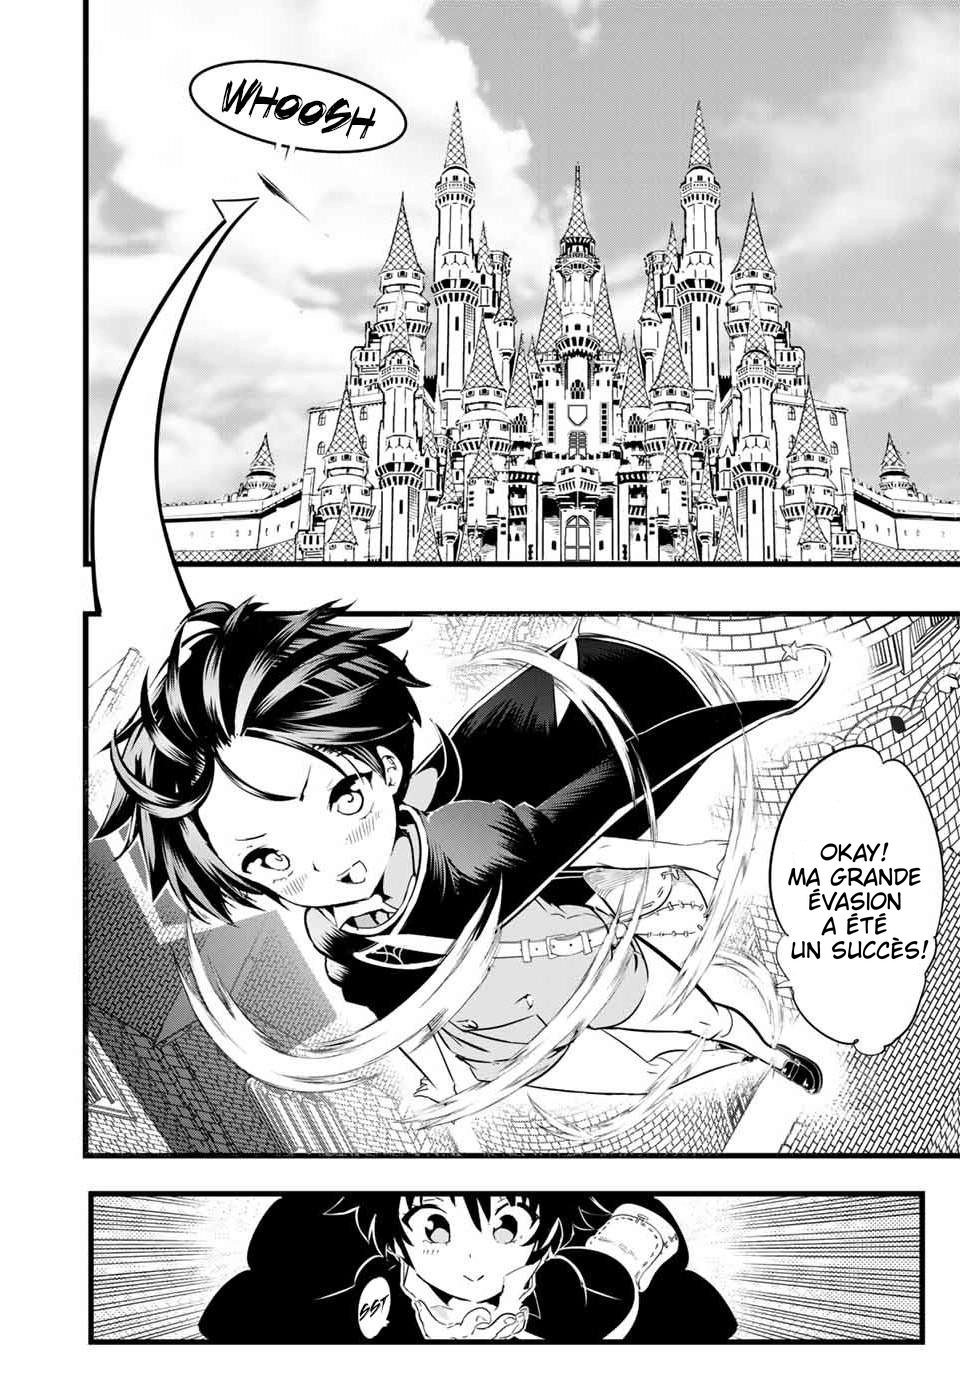 WHOOSH
OKAY!
MA GRANDE
ÉVASION
A ÉTÉ
UN SUCCÈS!
SST